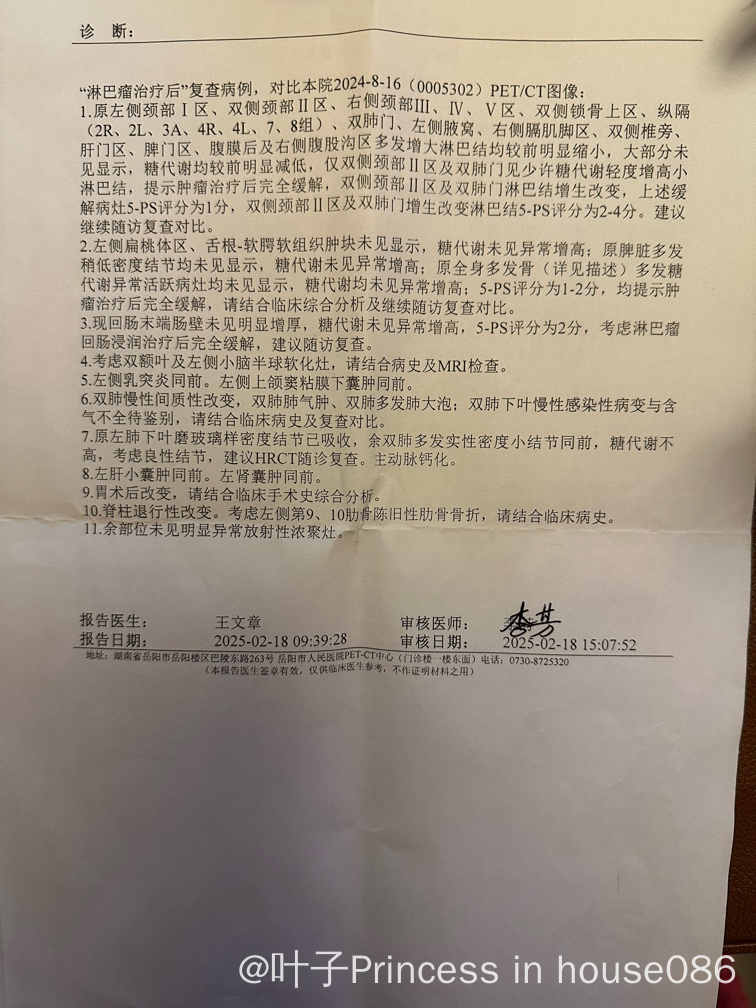 诊　断：
“淋巴瘤治疗后”复查病例，对比本院2024-8-16（0005302）PET/CT图像：
1.原左侧颈部Ⅰ区、双侧颈部Ⅱ区、右侧颈部Ⅲ、Ⅳ、Ⅴ区、双侧锁骨上区、纵隔
（2R、2L、3A、4R、4L、7、8组）、双肺门、左侧腋窝、右侧膈肌脚区、双侧椎旁、
肝门区、脾门区、腹膜后及右侧腹股沟区多发增大淋巴结均较前明显缩小，大部分未
见显示，糖代谢均较前明显减低，仅双侧颈部Ⅱ区及双肺门见少许糖代谢轻度增高小
淋巴结，提示肿瘤治疗后完全缓解，双侧颈部Ⅱ区及双肺门淋巴结增生改变，上述缓
解病灶5-PS评分为1分，双侧颈部Ⅱ区及双肺门增生改变淋巴结5-PS评分为2-4分。建议
继续随访复查对比。
2.左侧扁桃体区、舌根-软腭软组织肿块未见显示，糖代谢未见异常增高；原脾脏多发
稍低密度结节均未见显示，糖代谢未见异常增高；原全身多发骨（详见描述）多发糖
代谢异常活跃病灶均未见显示，糖代谢均未见异常增高；5-PS评分为1-2分，均提示肿
瘤治疗后完全缓解，请结合临床综合分析及继续随访复查对比。
3.现回肠末端肠壁未见明显增厚，糖代谢未见异常增高，5-PS评分为2分，考虑淋巴瘤
回肠浸润治疗后完全缓解，建议随访复查。
4.考虑双额叶及左侧小脑半球软化灶，请结合病史及MRI检查。
5.左侧乳突炎同前。左侧上颌窦粘膜下囊肿同前。
6.双肺慢性间质性改变，双肺肺气肿、双肺多发肺大泡；双肺下叶慢性感染性病变与含
气不全待鉴别，请结合临床病史及复查对比。
7.原左肺下叶磨玻璃样密度结节已吸收，余双肺多发实性密度小结节同前，糖代谢不
高，考虑良性结节，建议HRCT随诊复查。主动脉钙化。
8.左肝小囊肿同前。左肾囊肿同前。
9.胃术后改变，请结合临床手术史综合分析。
10.脊柱退行性改变。考虑左侧第9、10肋骨陈旧性肋骨骨折，请结合临床病史。
11.余部位未见明显异常放射性浓聚灶。
报告医生：　王文章　审核医师：
报告日期：　2025-02-18 09:39:28　审核日期：　2025-02-18 15:07:52
地址：湖南省岳阳市岳阳楼区巴陵东路263号 岳阳市人民医院PET-CT中心（门诊楼一楼东面）电话：0730-8725320
（本报告医生签章有效，仅供临床医生参考，不作证明材料之用）
@叶子Princess in house086